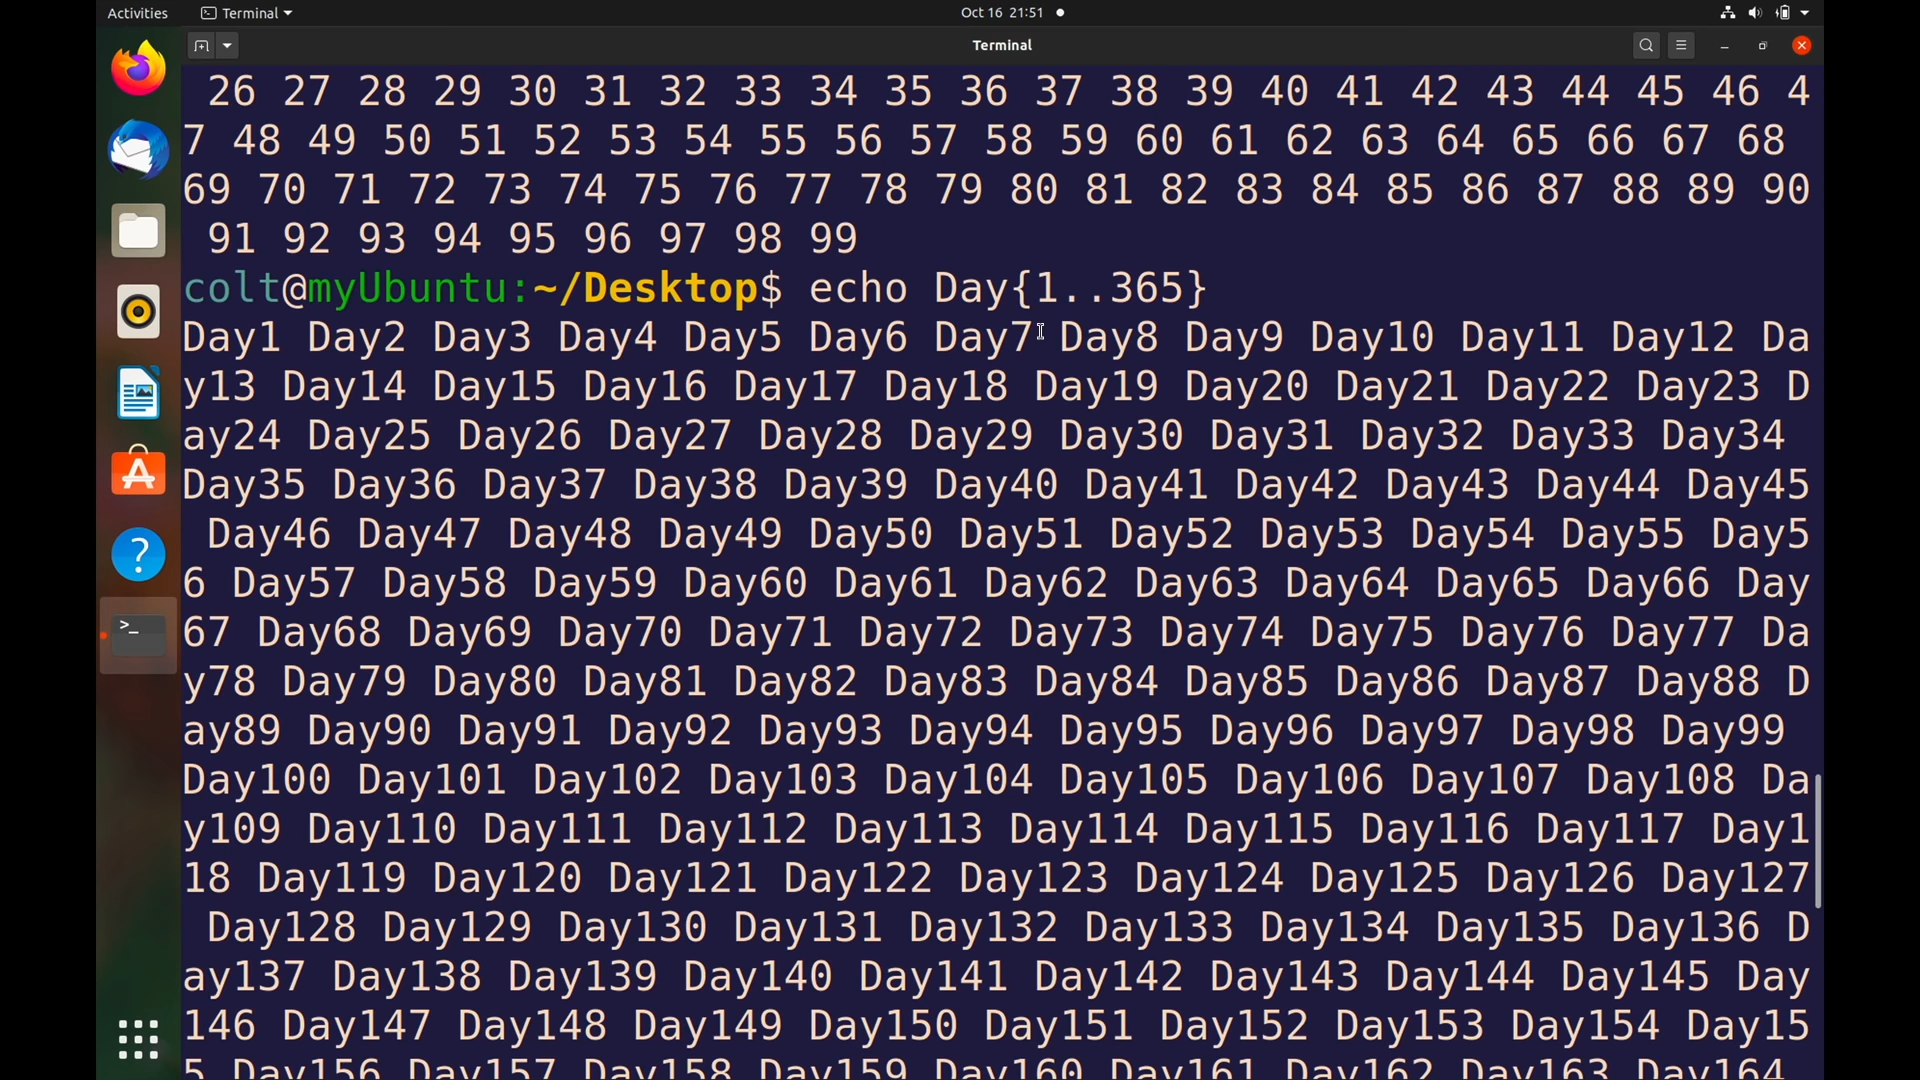 Activities Terminal Oct 16 21:51
Terminal
26 27 28 29 30 31 32 33 34 35 36 37 38 39 40 41 42 43 44 45 46 4
7 48 49 50 51 52 53 54 55 56 57 58 59 60 61 62 63 64 65 66 67 68
69 70 71 72 73 74 75 76 77 78 79 80 81 82 83 84 85 86 87 88 89 90
91 92 93 94 95 96 97 98 99
colt@myUbuntu:~/Desktop$ echo Day{1..365}
Day1 Day2 Day3 Day4 Day5 Day6 Day7 Day8 Day9 Day10 Day11 Day12 Da
y13 Day14 Day15 Day16 Day17 Day18 Day19 Day20 Day21 Day22 Day23 D
ay24 Day25 Day26 Day27 Day28 Day29 Day30 Day31 Day32 Day33 Day34
Day35 Day36 Day37 Day38 Day39 Day40 Day41 Day42 Day43 Day44 Day45
Day46 Day47 Day48 Day49 Day50 Day51 Day52 Day53 Day54 Day55 Day5
6 Day57 Day58 Day59 Day60 Day61 Day62 Day63 Day64 Day65 Day66 Day
67 Day68 Day69 Day70 Day71 Day72 Day73 Day74 Day75 Day76 Day77 Da
y78 Day79 Day80 Day81 Day82 Day83 Day84 Day85 Day86 Day87 Day88 D
ay89 Day90 Day91 Day92 Day93 Day94 Day95 Day96 Day97 Day98 Day99
Day100 Day101 Day102 Day103 Day104 Day105 Day106 Day107 Day108 Da
y109 Day110 Day111 Day112 Day113 Day114 Day115 Day116 Day117 Day1
18 Day119 Day120 Day121 Day122 Day123 Day124 Day125 Day126 Day127
Day128 Day129 Day130 Day131 Day132 Day133 Day134 Day135 Day136 D
ay137 Day138 Day139 Day140 Day141 Day142 Day143 Day144 Day145 Day
146 Day147 Day148 Day149 Day150 Day151 Day152 Day153 Day154 Day15
5 Day156 Day157 Day158 Day159 Day160 Day161 Day162 Day163 Day164